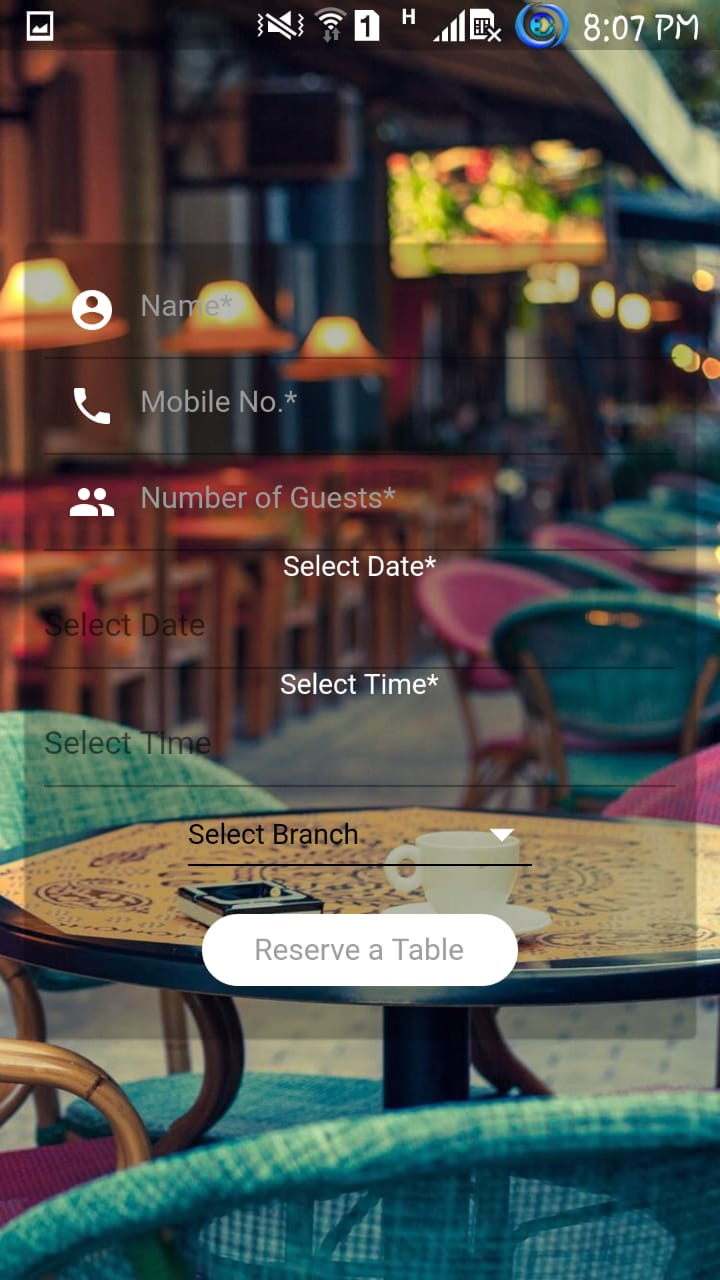 1 H 8:07 PM
Name*
Mobile No.*
Number of Guests*
Select Date*
Select Date
Select Time*
Select Time
Select Branch
Reserve a Table